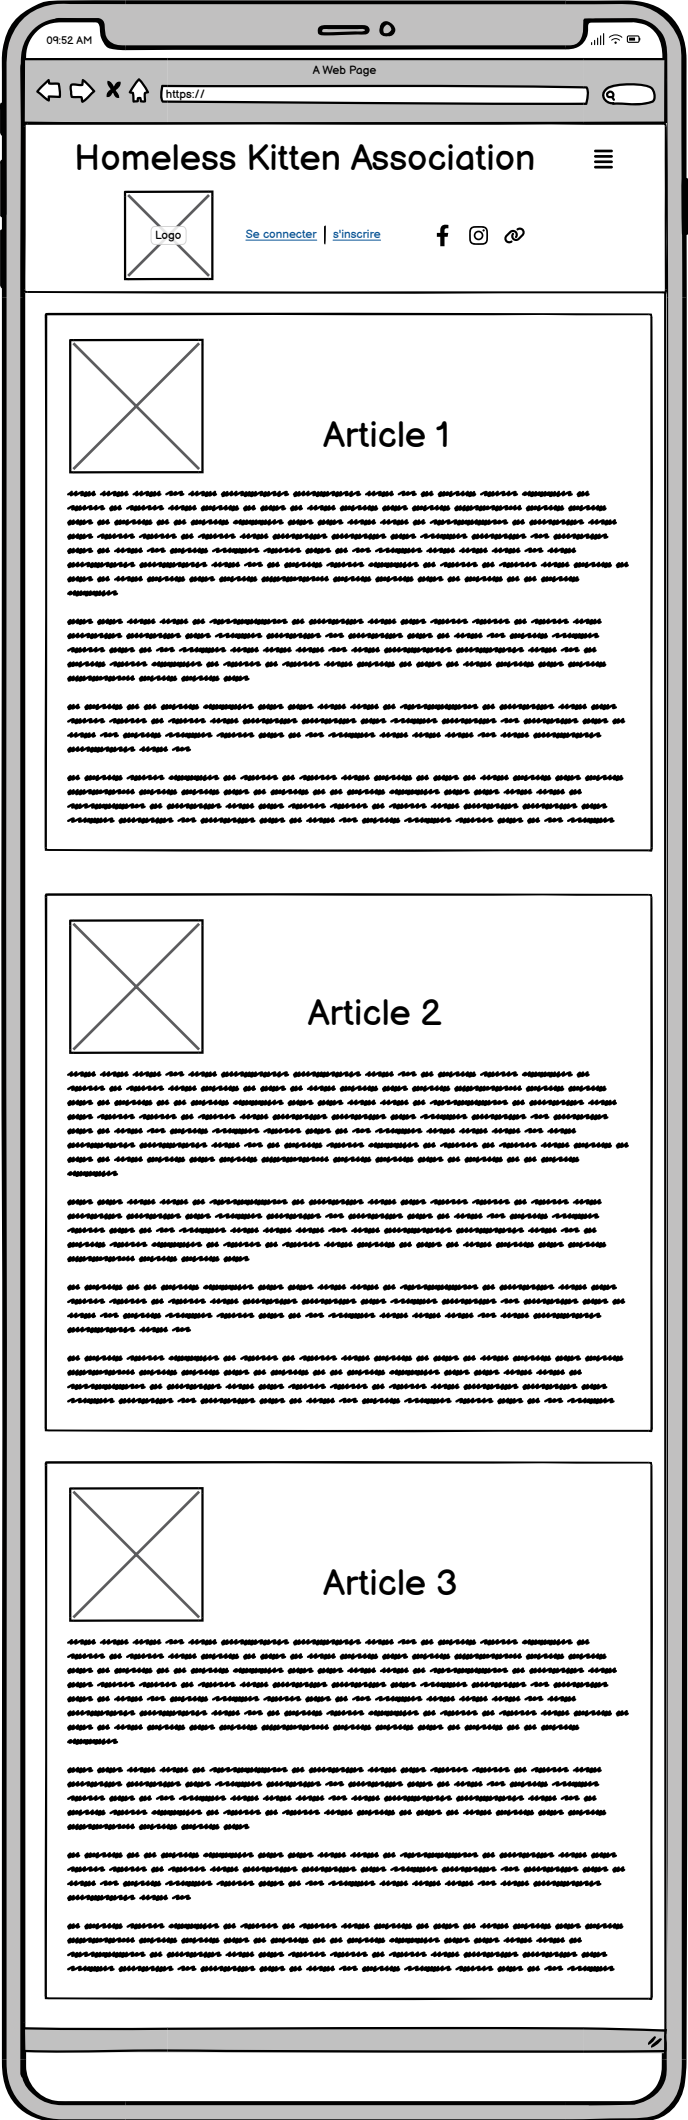 09:52 AM
A Web Page
https://
Homeless Kitten Association
Logo
Se connecter | s'inscrire
Article 1
Article 2
Article 3